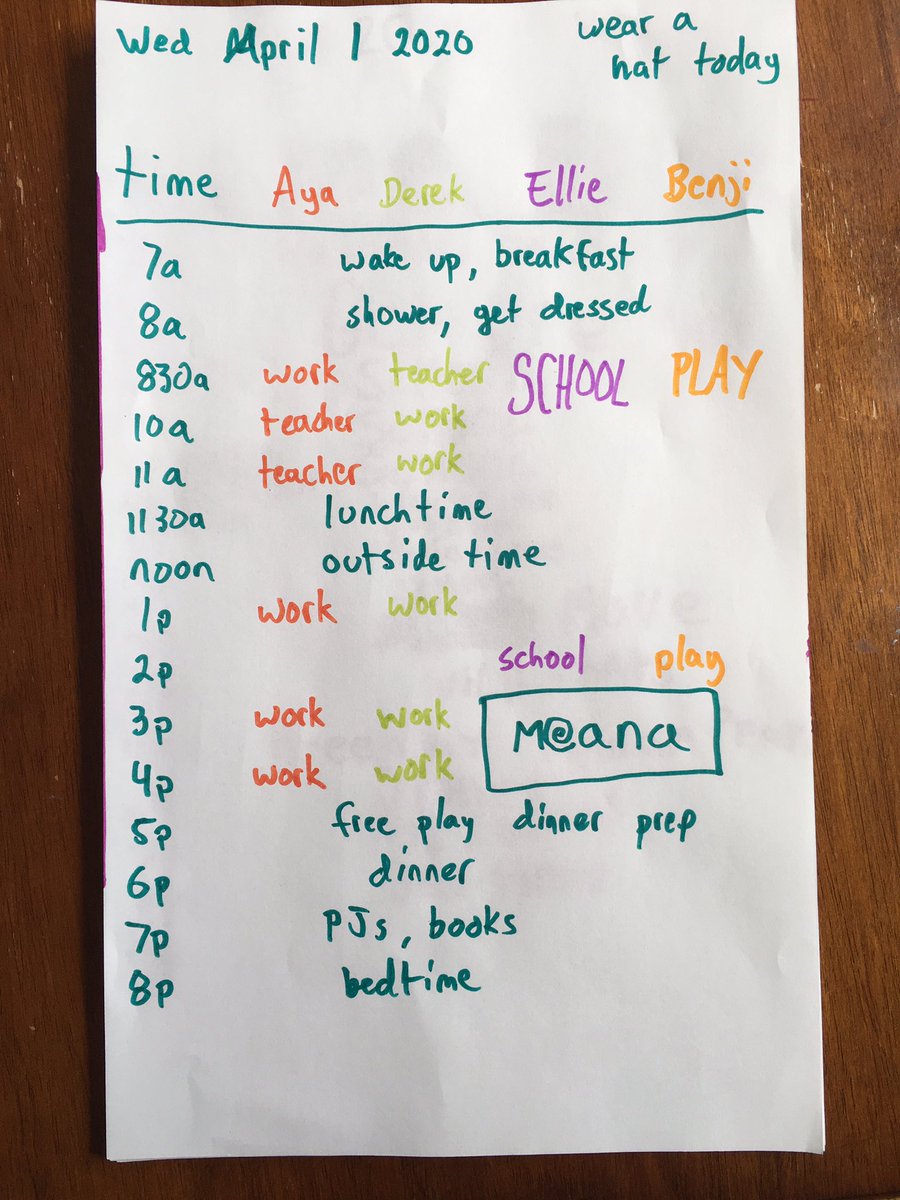 Wed April 1 2020 wear a
hat today
time Aya Derek Ellie Benji
7a wake up, breakfast
8a shower, get dressed
830a work teacher SCHOOL PLAY
10a teacher work
11a teacher work
1130a lunchtime
noon outside time
1p work work
2p school play
3p work work M@ana
4p work work
5p free play dinner prep
6p dinner
7p PJs, books
8p bedtime